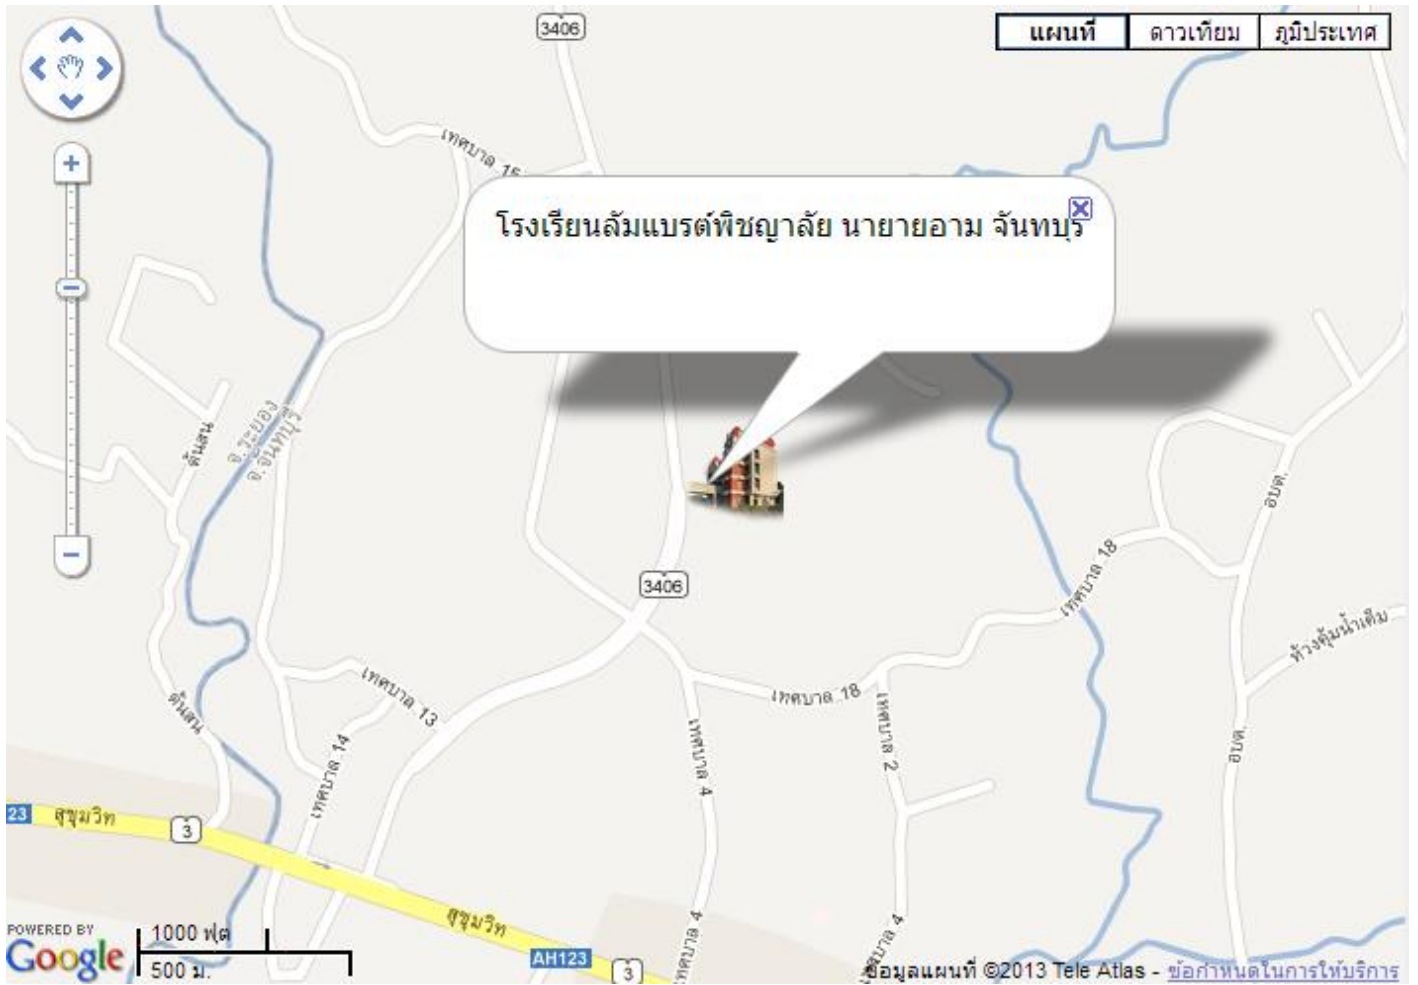 3406
แผนที่ ดาวเทียม ภูมิประเทศ
เทศบาล 15
โรงเรียนลัมแบรต์พิชญาลัย นายายอาม จันทบุรี
จ.ระยอง
จ.จันทบุรี
ต้นสน
อบต.
เทศบาล 18
3406
ห้วงคุ้มน้ำเค็ม
เทศบาล 13
เทศบาล 18
ต้นสน
เทศบาล 14
เทศบาล 4
เทศบาล 2
อบต.
23 สุขุมวิท 3
สุขุมวิท
เทศบาล 4
AH123 3
POWERED BY
Google
1000 ฟุต
500 ม.
ข้อมูลแผนที่ ©2013 Tele Atlas - ข้อกำหนดในการให้บริการ